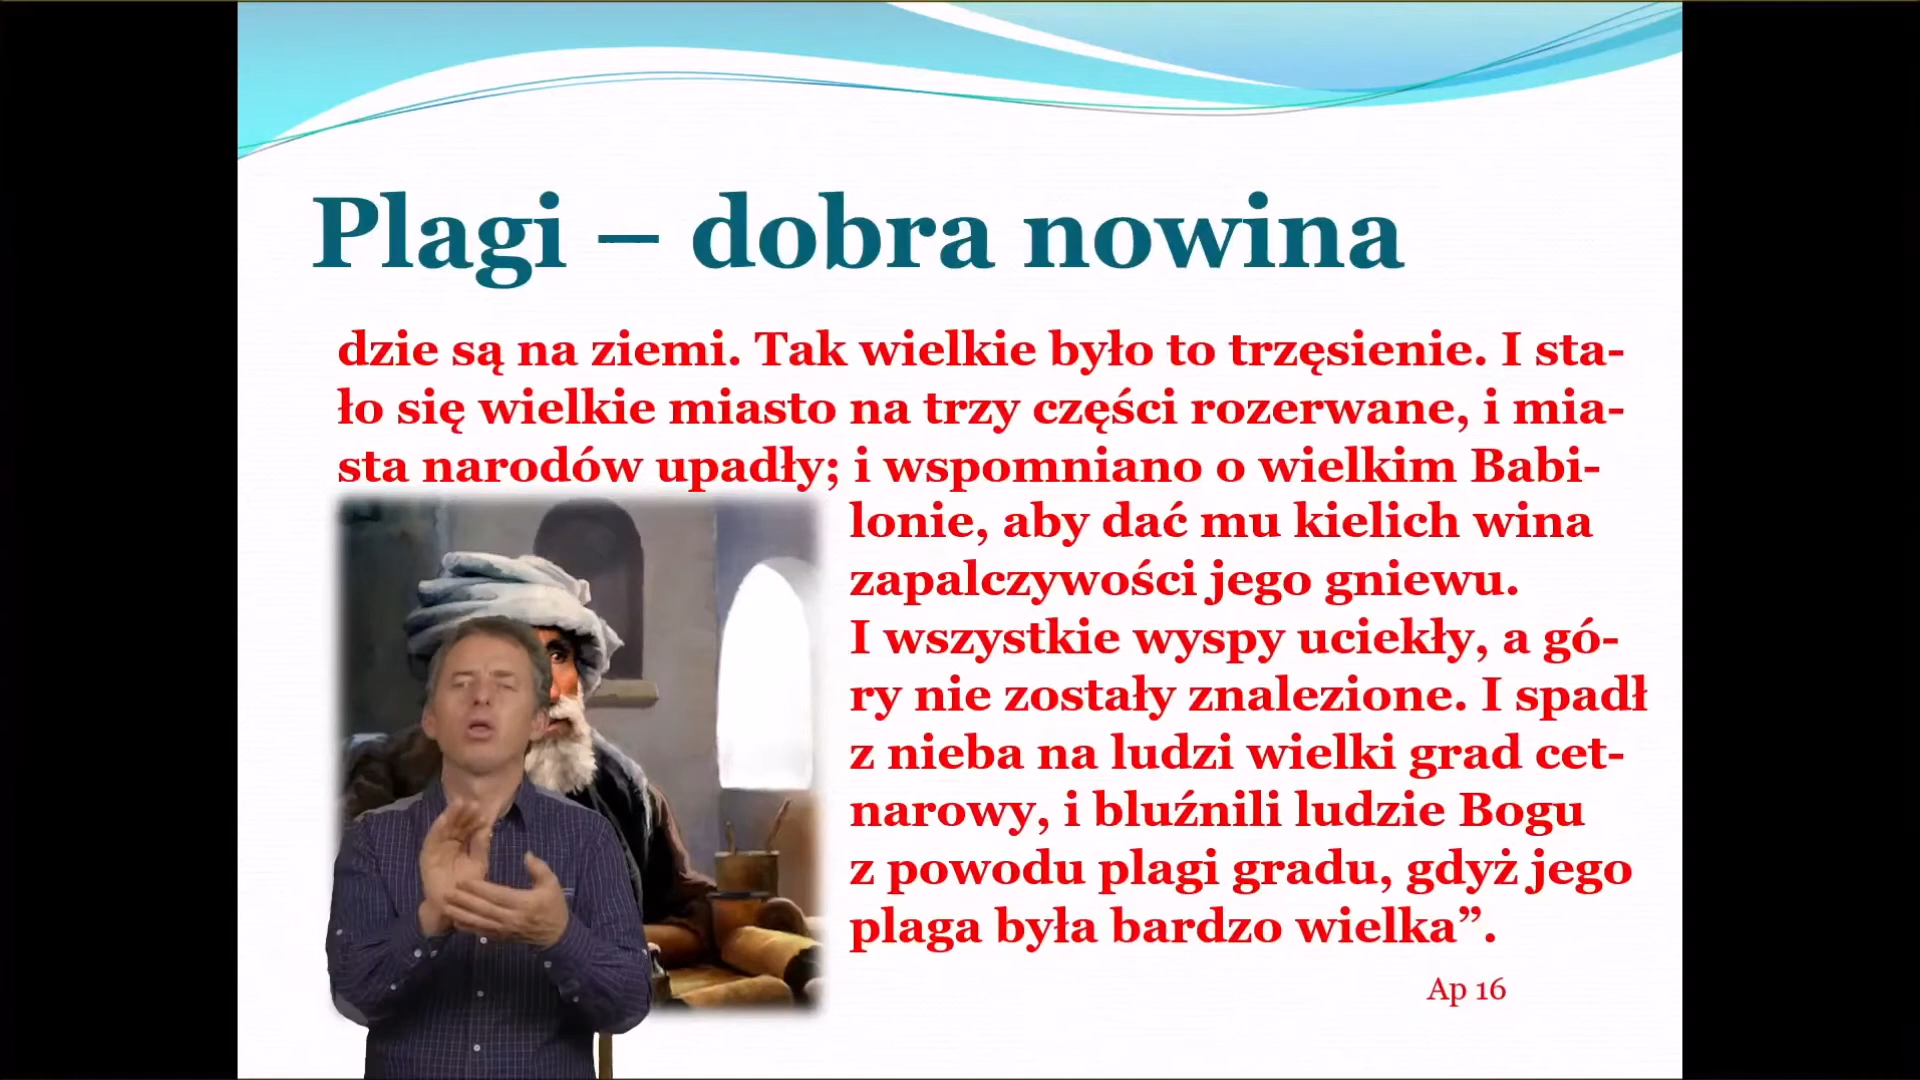 Plagi – dobra nowina
dzie są na ziemi. Tak wielkie było to trzęsienie. I sta-
ło się wielkie miasto na trzy części rozerwane, i mia-
sta narodów upadły; i wspomniano o wielkim Babi-
lonie, aby dać mu kielich wina
zapalczywości jego gniewu.
I wszystkie wyspy uciekły, a gó-
ry nie zostały znalezione. I spadł
z nieba na ludzi wielki grad cet-
narowy, i bluźnili ludzie Bogu
z powodu plagi gradu, gdyż jego
plaga była bardzo wielka”.
Ap 16